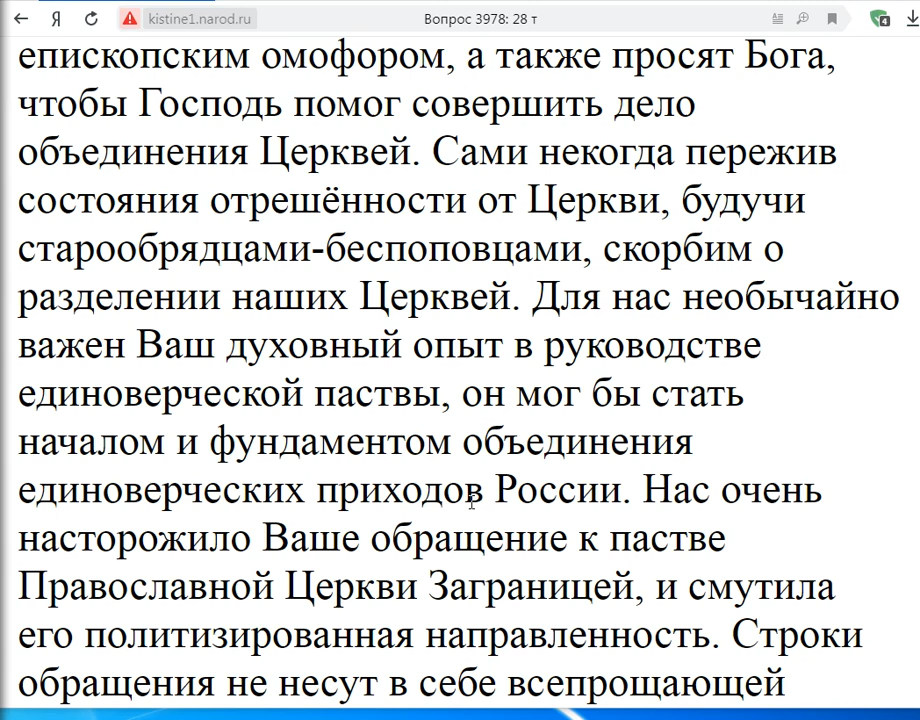 kistine1.narod.ru
Вопрос 3978: 28 т
4
епископским омофором, а также просят Бога,
чтобы Господь помог совершить дело
объединения Церквей. Сами некогда пережив
состояния отрешённости от Церкви, будучи
старообрядцами-беспоповцами, скорбим о
разделении наших Церквей. Для нас необычайно
важен Ваш духовный опыт в руководстве
единоверческой паствы, он мог бы стать
началом и фундаментом объединения
единоверческих приходов России. Нас очень
насторожило Ваше обращение к пастве
Православной Церкви Заграницей, и смутила
его политизированная направленность. Строки
обращения не несут в себе всепрощающей